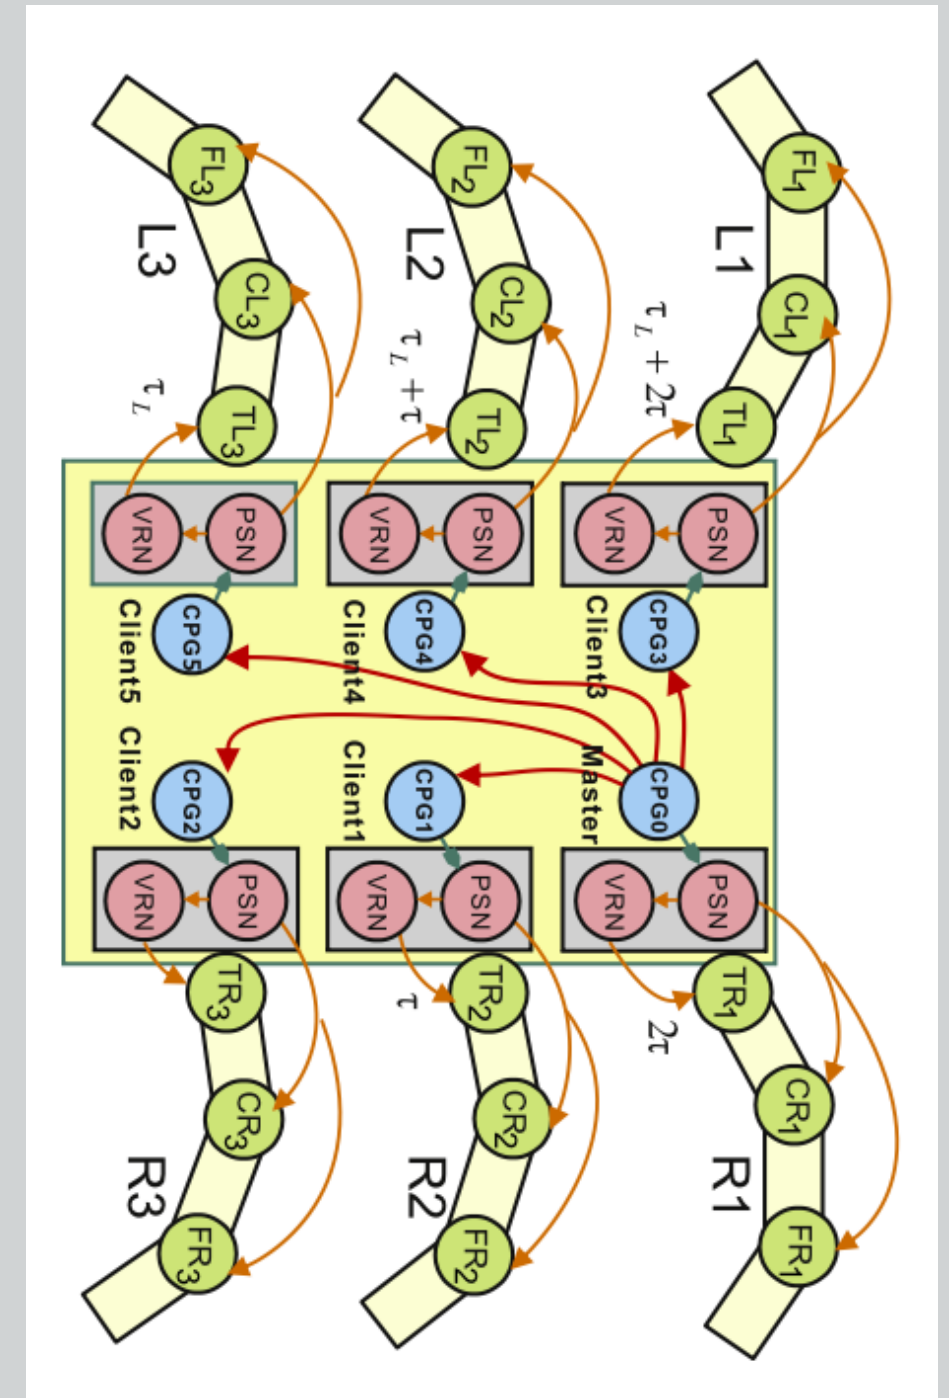 FL1
CL1
TL1
L1
τL + 2τ
FL2
CL2
TL2
L2
τL + τ
FL3
CL3
TL3
L3
τL
PSN
VRN
PSN
VRN
PSN
VRN
CPG3
Client3
CPG4
Client4
CPG5
Client5
CPG0
Master
CPG1
Client1
CPG2
Client2
PSN
VRN
PSN
VRN
PSN
VRN
TR1
CR1
FR1
R1
2τ
TR2
CR2
FR2
R2
τ
TR3
CR3
FR3
R3